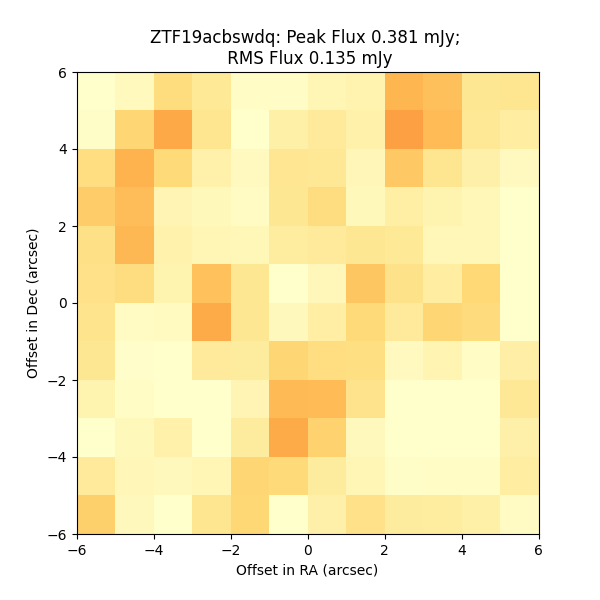 ZTF19acbswdq: Peak Flux 0.381 mJy;
RMS Flux 0.135 mJy
6
4
2
0
−2
−4
−6
Offset in Dec (arcsec)
−6 −4 −2 0 2 4 6
Offset in RA (arcsec)